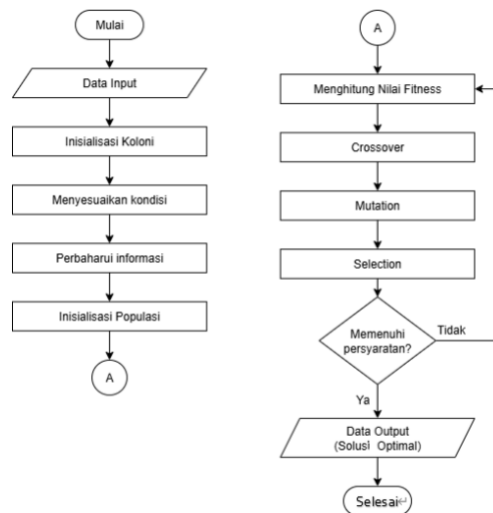 Mulai
Data Input
Inisialisasi Koloni
Menyesuaikan kondisi
Perbaharui informasi
Inisialisasi Populasi
A
A
Menghitung Nilai Fitness
Crossover
Mutation
Selection
Memenuhi
persyaratan?
Tidak
Ya
Data Output
(Solusi Optimal)
Selesai↵